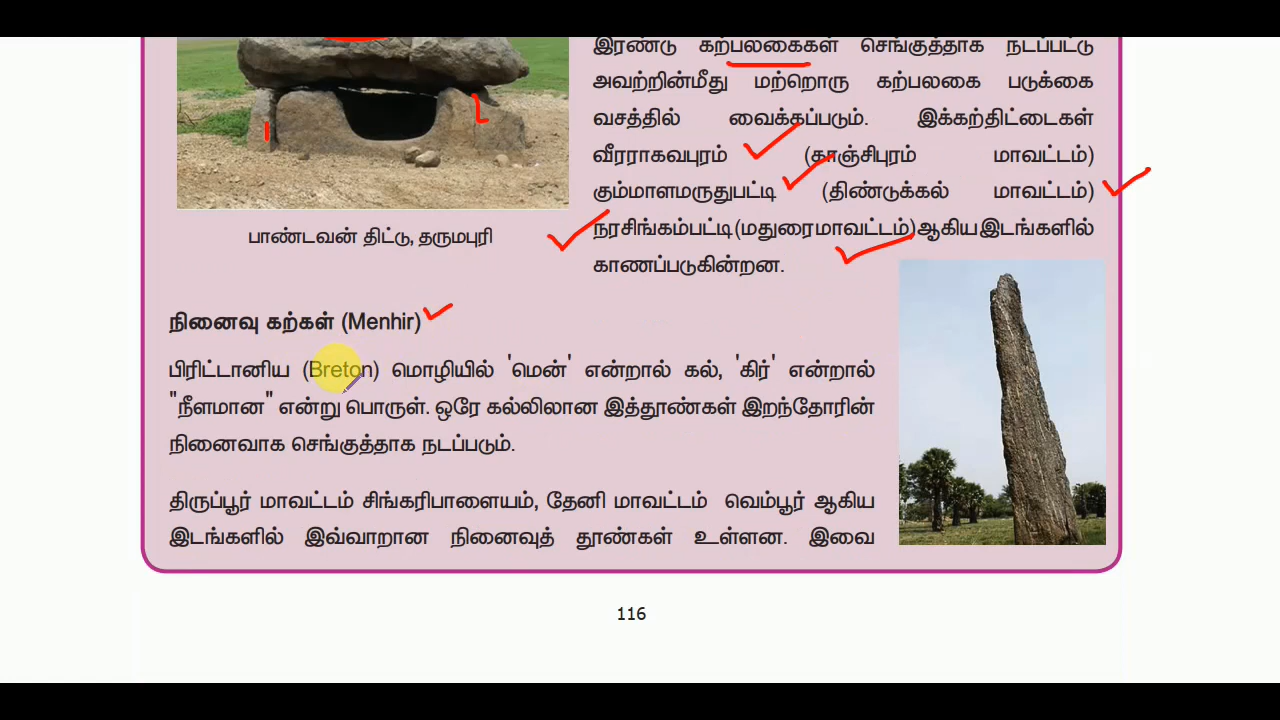 இரண்டு கற்பலகைகள் செங்குத்தாக நடப்பட்டு
அவற்றின்மீது மற்றொரு கற்பலகை படுக்கை
வசத்தில் வைக்கப்படும். இக்கற்திட்டைகள்
வீரராகவபுரம் (காஞ்சிபுரம் மாவட்டம்)
கும்மாளமருதுபட்டி (திண்டுக்கல் மாவட்டம்)
நரசிங்கம்பட்டி(மதுரைமாவட்டம்)ஆகியஇடங்களில்
காணப்படுகின்றன.
பாண்டவன் திட்டு, தருமபுரி
நினைவு கற்கள் (Menhir)
பிரிட்டானிய (Breton) மொழியில் 'மென்' என்றால் கல், 'கிர்' என்றால்
"நீளமான" என்று பொருள். ஒரே கல்லிலான இத்தூண்கள் இறந்தோரின்
நினைவாக செங்குத்தாக நடப்படும்.
திருப்பூர் மாவட்டம் சிங்கரிபாளையம், தேனி மாவட்டம் வெம்பூர் ஆகிய
இடங்களில் இவ்வாறான நினைவுத் தூண்கள் உள்ளன. இவை
116